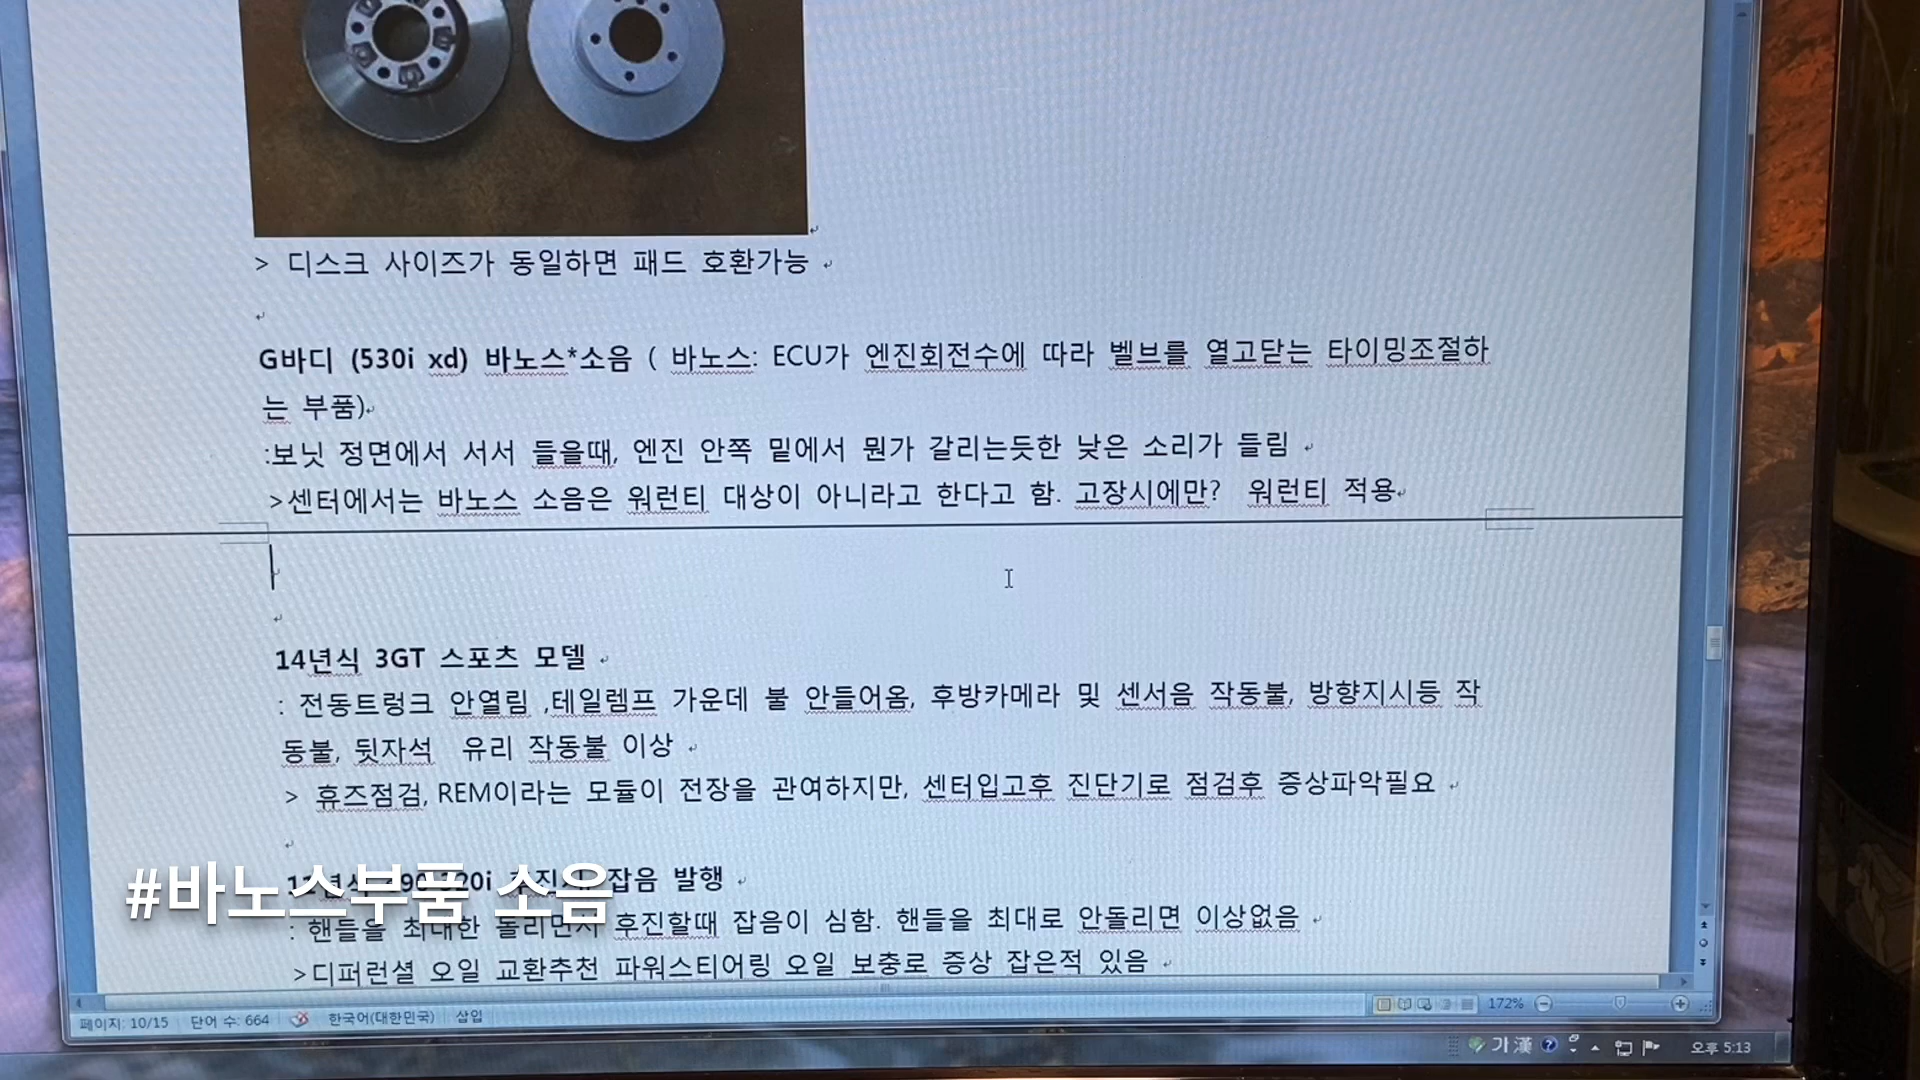 > 디스크 사이즈가 동일하면 패드 호환가능
G바디 (530i xd) 바노스*소음 ( 바노스: ECU가 엔진회전수에 따라 벨브를 열고닫는 타이밍조절하
는 부품)
:보닛 정면에서 서서 들을때, 엔진 안쪽 밑에서 뭔가 갈리는듯한 낮은 소리가 들림
>센터에서는 바노스 소음은 워런티 대상이 아니라고 한다고 함. 고장시에만? 워런티 적용
14년식 3GT 스포츠 모델
: 전동트렁크 안열림 ,테일렘프 가운데 불 안들어옴, 후방카메라 및 센서음 작동불, 방향지시등 작
동불, 뒷자석 유리 작동불 이상
> 휴즈점검, REM이라는 모듈이 전장을 관여하지만, 센터입고후 진단기로 점검후 증상파악필요
잡음 발행
#바노스부품 소음
: 핸들을 최대한 돌리면서 후진할때 잡음이 심함. 핸들을 최대로 안돌리면 이상없음
>디퍼런셜 오일 교환추천 파워스티어링 오일 보충로 증상 잡은적 있음
페이지: 10/15 단어 수: 664 한국어(대한민국) 삽입 172%
가 漢 오후 5:13